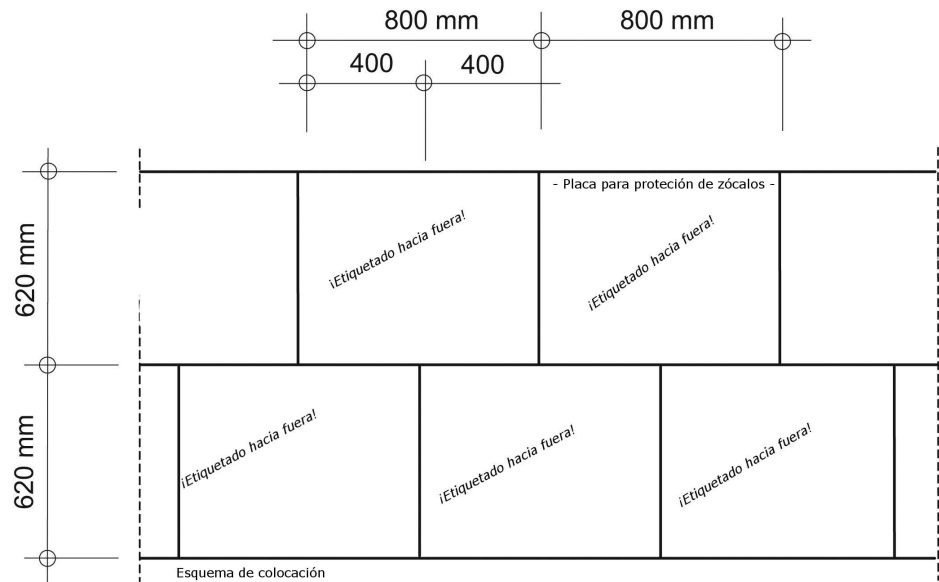 800 mm 800 mm
400 400
- Placa para proteción de zócalos -
¡Etiquetado hacia fuera!
¡Etiquetado hacia fuera!
620 mm
¡Etiquetado hacia fuera!
¡Etiquetado hacia fuera!
¡Etiquetado hacia fuera!
620 mm
Esquema de colocación